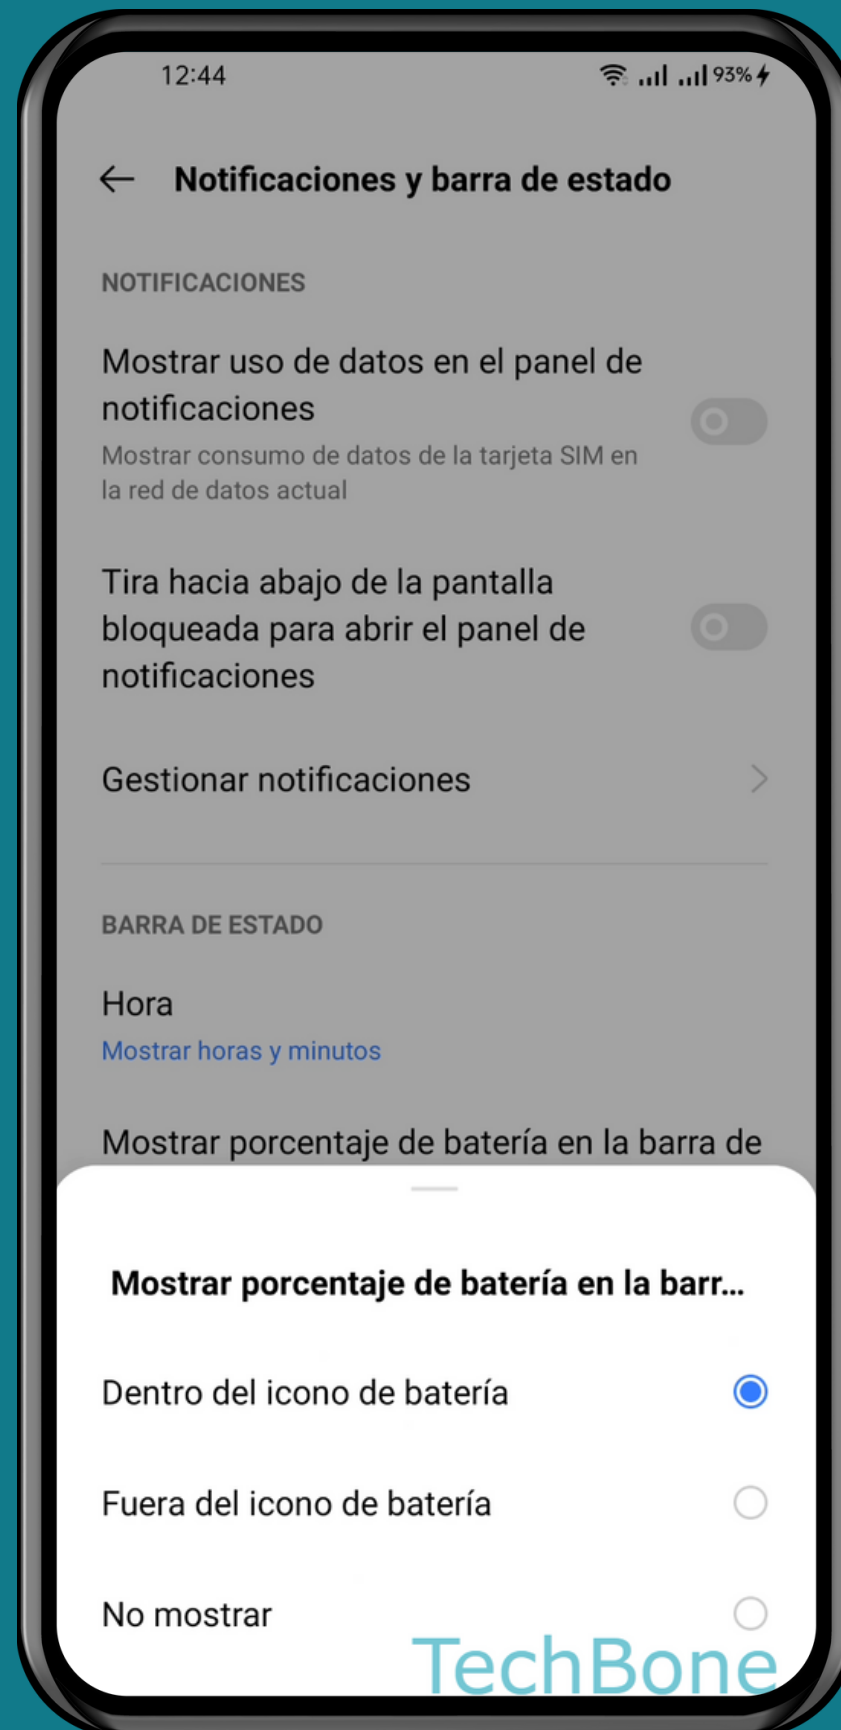 12:44
93%
Notificaciones y barra de estado
NOTIFICACIONES
Mostrar uso de datos en el panel de
notificaciones
Mostrar consumo de datos de la tarjeta SIM en
la red de datos actual
Tira hacia abajo de la pantalla
bloqueada para abrir el panel de
notificaciones
Gestionar notificaciones
BARRA DE ESTADO
Hora
Mostrar horas y minutos
Mostrar porcentaje de batería en la barra de
Mostrar porcentaje de batería en la barr...
Dentro del icono de batería
Fuera del icono de batería
No mostrar
TechBone